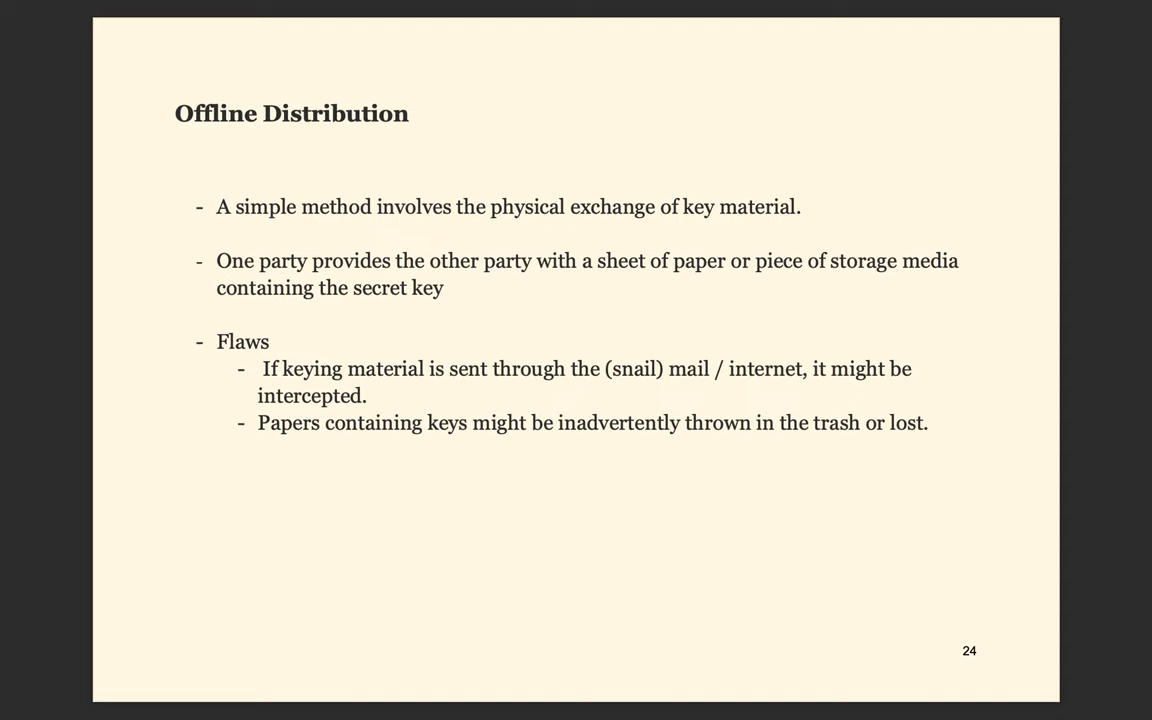 Offline Distribution
- A simple method involves the physical exchange of key material.
- One party provides the other party with a sheet of paper or piece of storage media
containing the secret key
- Flaws
- If keying material is sent through the (snail) mail / internet, it might be
intercepted.
- Papers containing keys might be inadvertently thrown in the trash or lost.
24